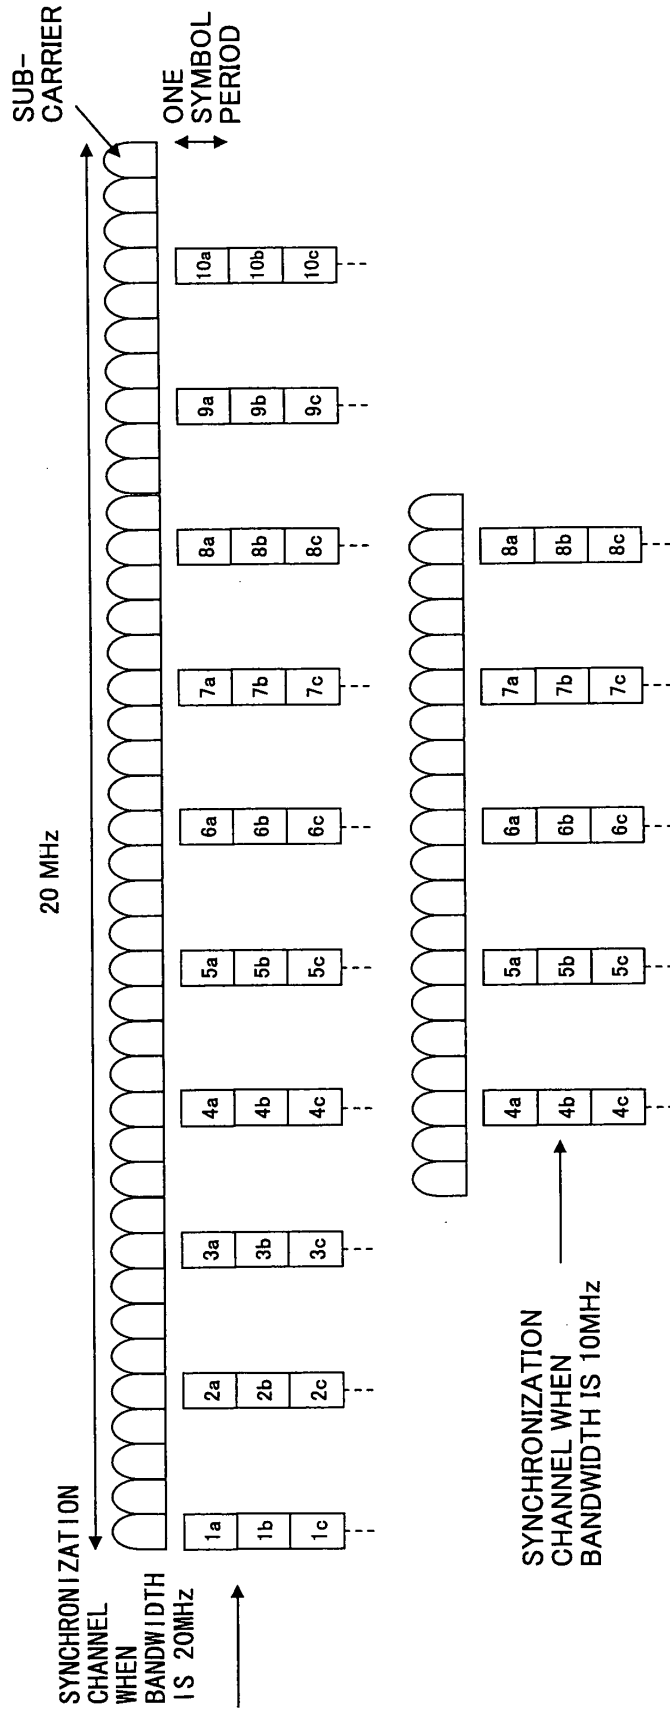 SUB-
CARRIER
20 MHz
ONE
SYMBOL
PERIOD
SYNCHRONIZATION
CHANNEL
WHEN
BANDWIDTH
IS 20MHz
1a 2a 3a 4a 5a 6a 7a 8a 9a 10a
1b 2b 3b 4b 5b 6b 7b 8b 9b 10b
1c 2c 3c 4c 5c 6c 7c 8c 9c 10c
SYNCHRONIZATION
CHANNEL WHEN
BANDWIDTH IS 10MHz
4a 5a 6a 7a 8a
4b 5b 6b 7b 8b
4c 5c 6c 7c 8c